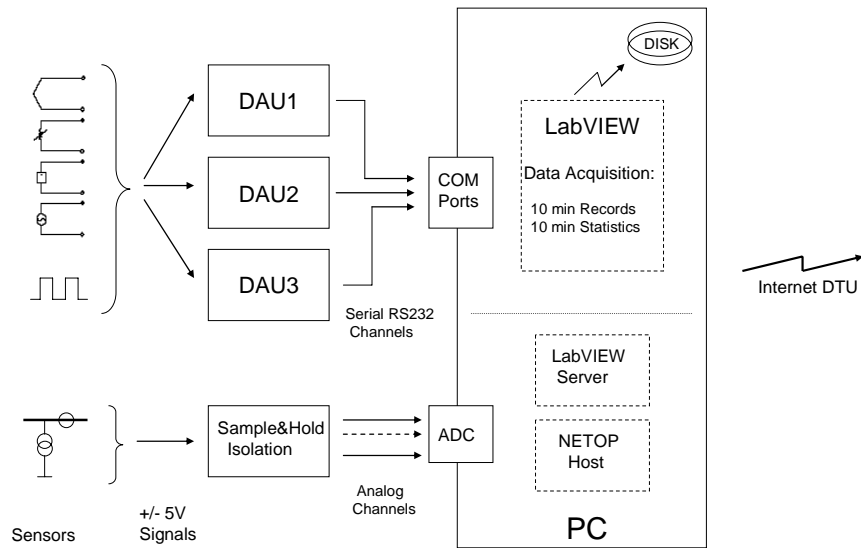 DISK
LabVIEW
Data Acquisition:
10 min Records
10 min Statistics
DAU1
DAU2
DAU3
COM
Ports
Serial RS232
Channels
Internet DTU
LabVIEW
Server
NETOP
Host
Sample&Hold
Isolation
ADC
Analog
Channels
+/- 5V
Signals
Sensors
PC